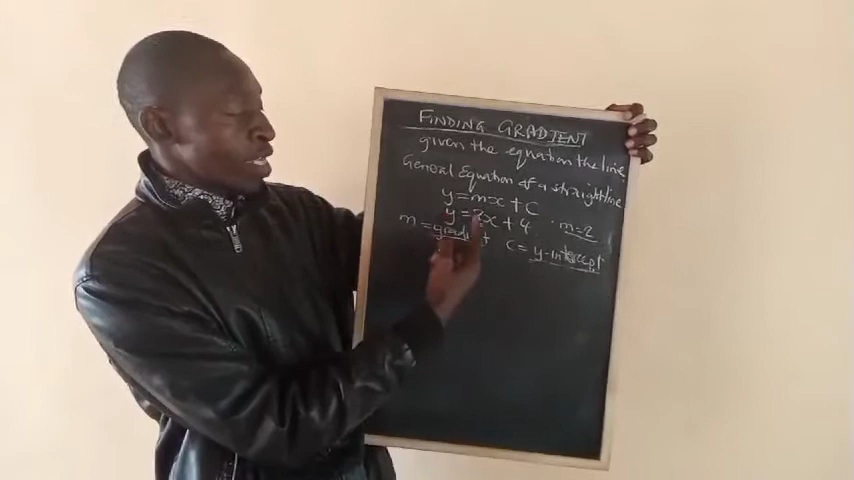 FINDING GRADIENT
given the equation the line
General Equation of a straight line
y=mx+c
y=2x+4 m=2
m=gradient c=y-intercept